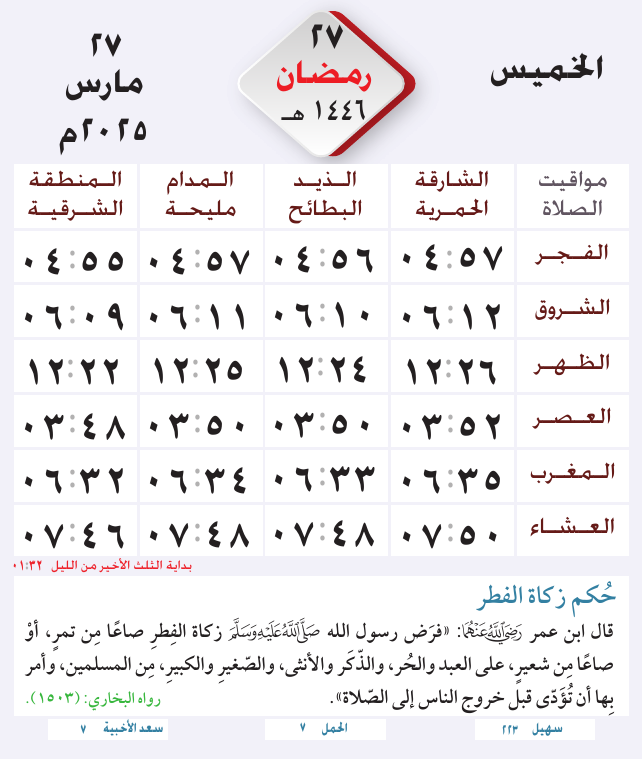 الخميس
٢٧
رمضان
١٤٤٦ هـ
٢٧
مارس
٢٠٢٥م
مواقيت الصلاة | الشارقة الحمرية | الذيد البطائح | المدام مليحة | المنطقة الشرقية
الفجر ٠٤:٥٧ ٠٤:٥٦ ٠٤:٥٧ ٠٤:٥٥
الشروق ٠٦:١٢ ٠٦:١٠ ٠٦:١١ ٠٦:٠٩
الظهر ١٢:٢٦ ١٢:٢٤ ١٢:٢٥ ١٢:٢٢
العصر ٠٣:٥٢ ٠٣:٥٠ ٠٣:٥٠ ٠٣:٤٨
المغرب ٠٦:٣٥ ٠٦:٣٣ ٠٦:٣٤ ٠٦:٣٢
العشاء ٠٧:٥٠ ٠٧:٤٨ ٠٧:٤٨ ٠٧:٤٦
بداية الثلث الأخير من الليل ٠١:٣٢
حُكم زكاة الفطر
قال ابن عمر رَضِيَ اللَّهُ عَنْهُمَا: «فرَض رسول الله صَلَّى اللَّهُ عَلَيْهِ وَسَلَّمَ زكاة الفِطرِ صاعًا مِن تمرٍ، أوْ
صاعًا مِن شعيرٍ، على العبد والحُر، والذّكَر والأنثى، والصّغيرِ والكبيرِ، مِن المسلمين، وأمر
بِها أن تُؤَدّى قبل خروج الناس إلى الصّلاة». رواه البخاري: (١٥٠٣).
سهيل ٢٢٣
الحمل ٧
سعد الأخبية ٧